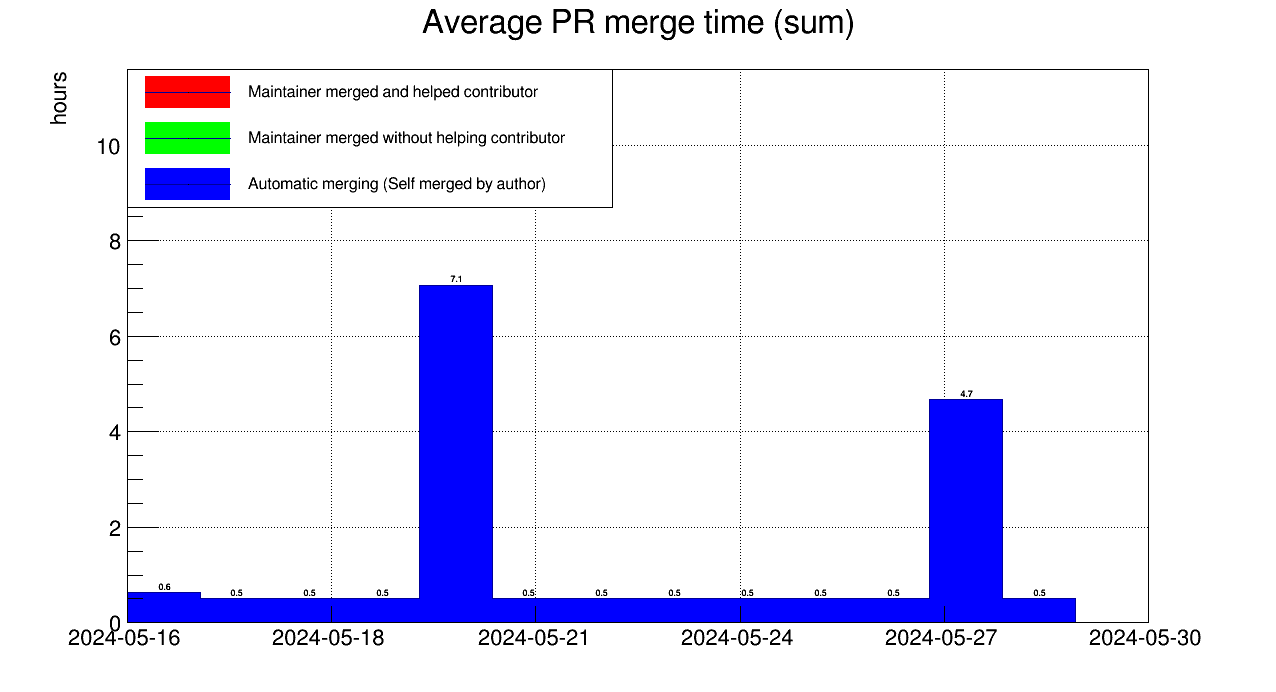 Average PR merge time (sum)
hours
Maintainer merged and helped contributor
Maintainer merged without helping contributor
Automatic merging (Self merged by author)
10
8
6
4
2
0
7.1
4.7
0.6 0.5 0.5 0.5 0.5 0.5 0.5 0.5 0.5 0.5 0.5
2024-05-16 2024-05-18 2024-05-21 2024-05-24 2024-05-27 2024-05-30